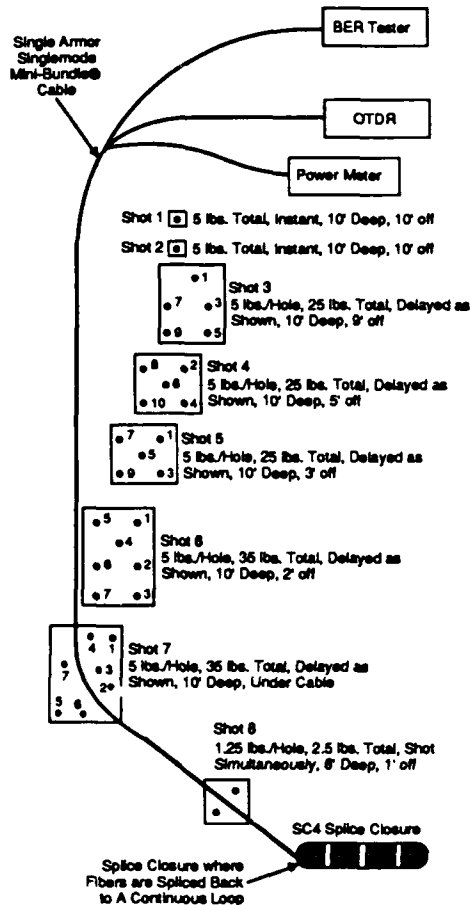 BER Tester
Single Armor
Singlemode
Mini-Bundle®
Cable
OTDR
Power Meter
Shot 1
5 lbs. Total, Instant, 10' Deep, 10' off
Shot 2
5 lbs. Total, Instant, 10' Deep, 10' off
1
7 3
9 5
Shot 3
5 lbs./Hole, 25 lbs. Total, Delayed as
Shown, 10' Deep, 9' off
8 2
6
10 4
Shot 4
5 lbs./Hole, 25 lbs. Total, Delayed as
Shown, 10' Deep, 5' off
7 1
5
9 3
Shot 5
5 lbs./Hole, 25 lbs. Total, Delayed as
Shown, 10' Deep, 3' off
5 1
4
6 2
7 3
Shot 6
5 lbs./Hole, 35 lbs. Total, Delayed as
Shown, 10' Deep, 2' off
4 1
7 3
2
5 6
Shot 7
5 lbs./Hole, 35 lbs. Total, Delayed as
Shown, 10' Deep, Under Cable
Shot 8
1.25 lbs./Hole, 2.5 lbs. Total, Shot
Simultaneously, 6' Deep, 1' off
SC4 Splice Closure
Splice Closure where
Fibers are Spliced Back
to A Continuous Loop